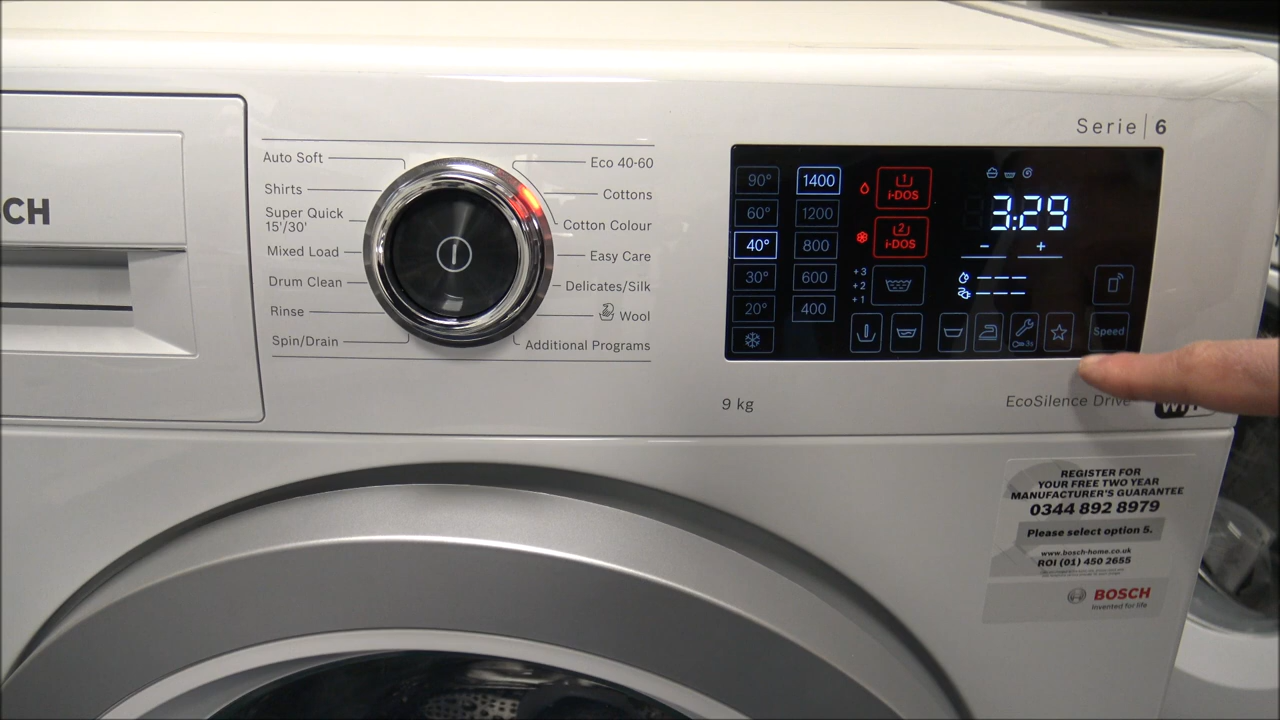 CH
Auto Soft
Shirts
Super Quick
15'/30'
Mixed Load
Drum Clean
Rinse
Spin/Drain
Eco 40-60
Cottons
Cotton Colour
Easy Care
Delicates/Silk
Wool
Additional Programs
Serie | 6
90°
60°
40°
30°
20°
1400
1200
800
600
400
1
i-DOS
2
i-DOS
+3
+2
+1
3:29
− +
3s
Speed
9 kg
EcoSilence Drive
REGISTER FOR
YOUR FREE TWO YEAR
MANUFACTURER'S GUARANTEE
0344 892 8979
Please select option 5.
www.bosch-home.co.uk
ROI (01) 450 2655
BOSCH
Invented for life